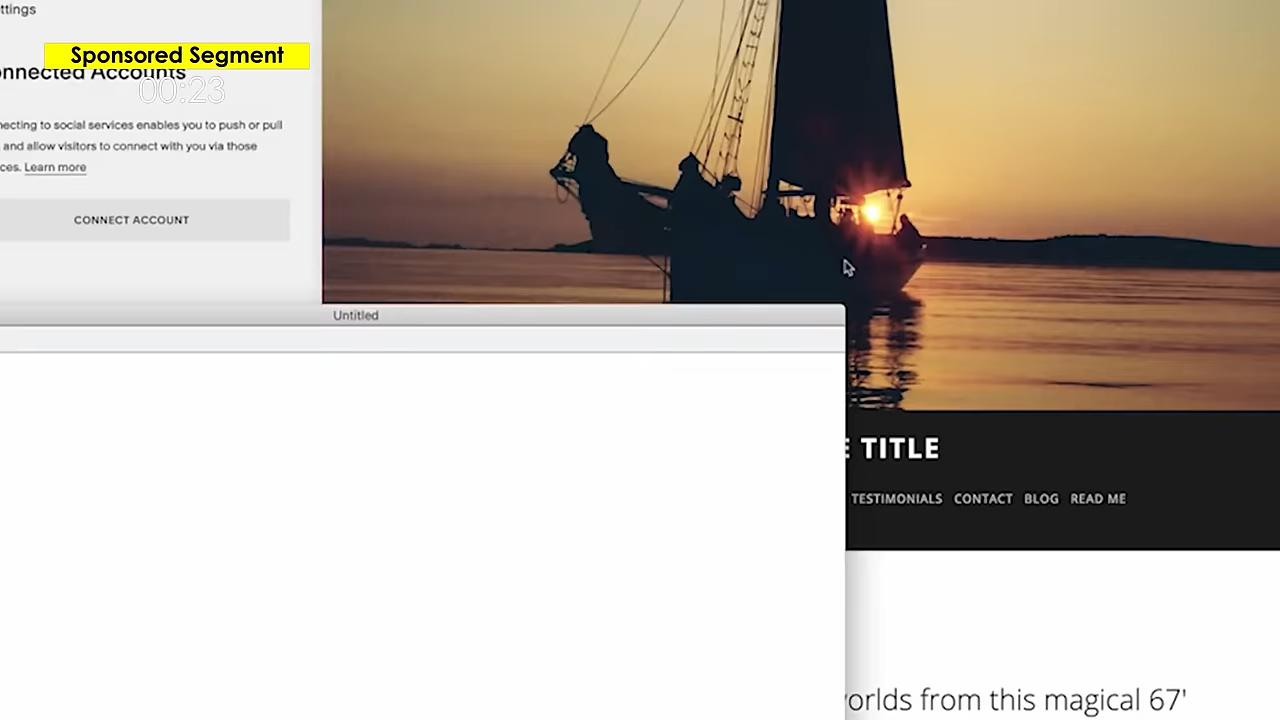 ttings
Sponsored Segment
nnected Accounts
00:23
necting to social services enables you to push or pull
and allow visitors to connect with you via those
ces. Learn more
CONNECT ACCOUNT
Untitled
E TITLE
TESTIMONIALS CONTACT BLOG READ ME
orlds from this magical 67'